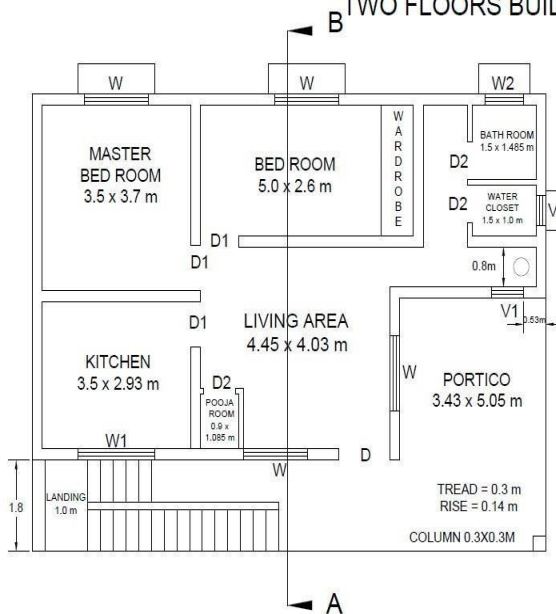 TWO FLOORS BUIL
B
W
W
W2
MASTER
BED ROOM
3.5 x 3.7 m
BED ROOM
5.0 x 2.6 m
WARDROBE
BATH ROOM
1.5 x 1.485 m
D2
WATER
CLOSET
1.5 x 1.0 m
D2
V
D1
D1
0.8m
V1
0.53m
D1
LIVING AREA
4.45 x 4.03 m
KITCHEN
3.5 x 2.93 m
D2
POOJA
ROOM
0.9 x
1.085 m
W
PORTICO
3.43 x 5.05 m
W1
W
D
1.8
LANDING
1.0 m
TREAD = 0.3 m
RISE = 0.14 m
COLUMN 0.3X0.3M
A